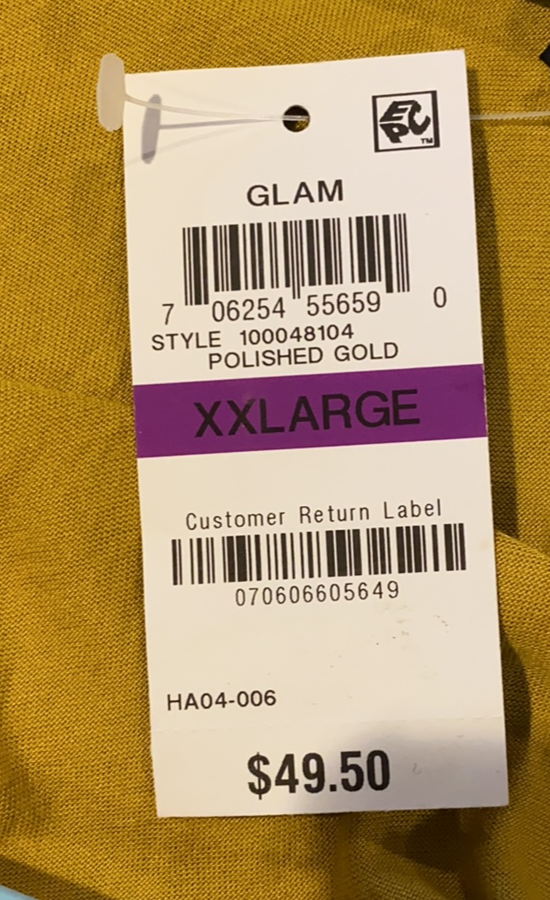 EPC
TM
GLAM
7 06254 55659 0
STYLE 100048104
POLISHED GOLD
XXLARGE
Customer Return Label
070606605649
HA04-006
$49.50